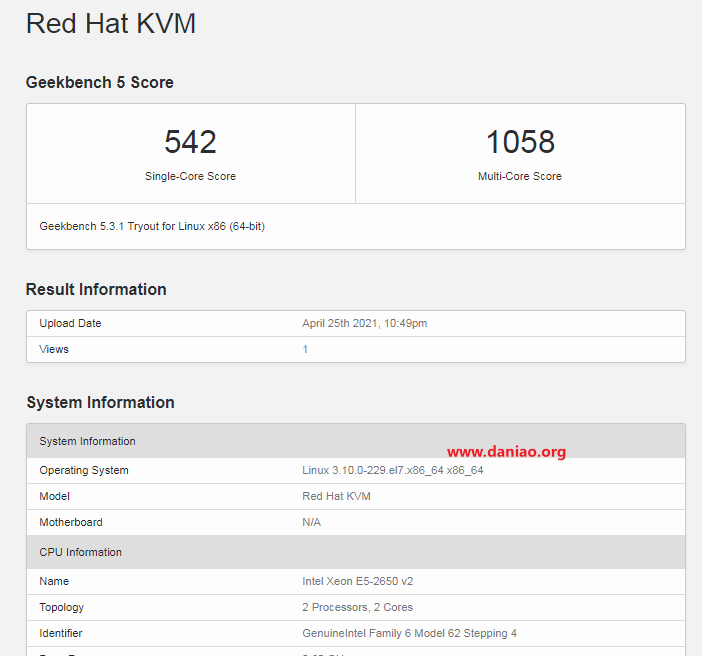 Red Hat KVM
Geekbench 5 Score
542 1058
Single-Core Score Multi-Core Score
Geekbench 5.3.1 Tryout for Linux x86 (64-bit)
Result Information
Upload Date April 25th 2021, 10:49pm
Views 1
System Information
System Information
www.daniao.org
Operating System Linux 3.10.0-229.el7.x86_64 x86_64
Model Red Hat KVM
Motherboard N/A
CPU Information
Name Intel Xeon E5-2650 v2
Topology 2 Processors, 2 Cores
Identifier GenuineIntel Family 6 Model 62 Stepping 4